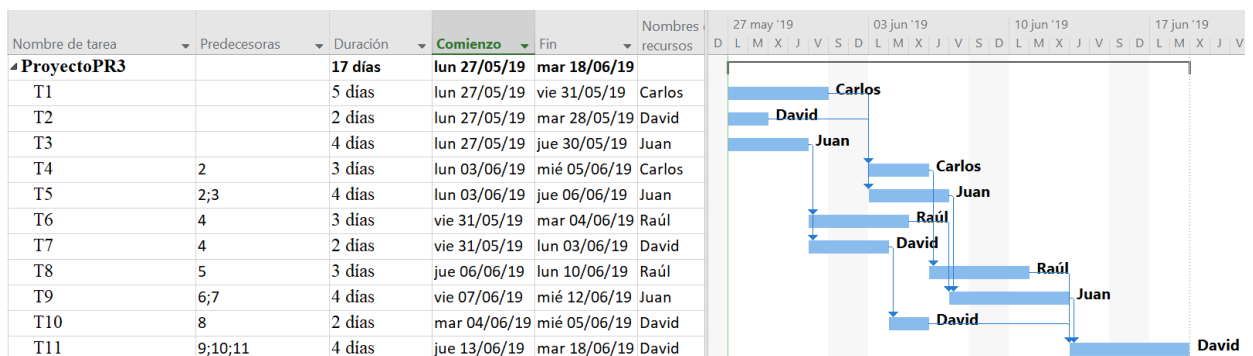 Nombre de tarea Predecesoras Duración Comienzo Fin Nombres recursos
27 may '19 03 jun '19 10 jun '19 17 jun '19
D L M X J V S D L M X J V S D L M X J V S D L M X J V
ProyectoPR3 17 días lun 27/05/19 mar 18/06/19
T1 5 días lun 27/05/19 vie 31/05/19 Carlos Carlos
T2 2 días lun 27/05/19 mar 28/05/19 David David
T3 4 días lun 27/05/19 jue 30/05/19 Juan Juan
T4 2 3 días lun 03/06/19 mié 05/06/19 Carlos Carlos
T5 2;3 4 días lun 03/06/19 jue 06/06/19 Juan Juan
T6 4 3 días vie 31/05/19 mar 04/06/19 Raúl Raúl
T7 4 2 días vie 31/05/19 lun 03/06/19 David David
T8 5 3 días jue 06/06/19 lun 10/06/19 Raúl Raúl
T9 6;7 4 días vie 07/06/19 mié 12/06/19 Juan Juan
T10 8 2 días mar 04/06/19 mié 05/06/19 David David
T11 9;10;11 4 días jue 13/06/19 mar 18/06/19 David David